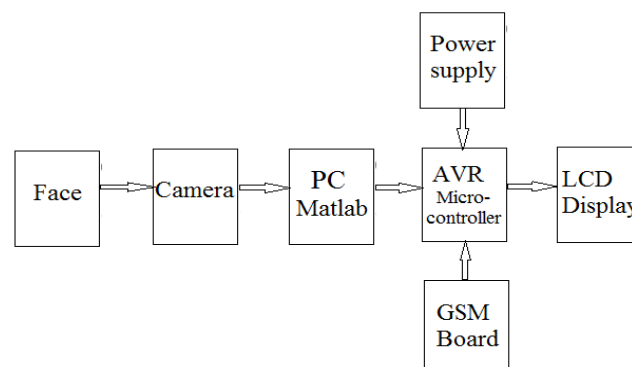 Power
supply
Face
Camera
PC
Matlab
AVR
Micro-
controller
LCD
Display
GSM
Board